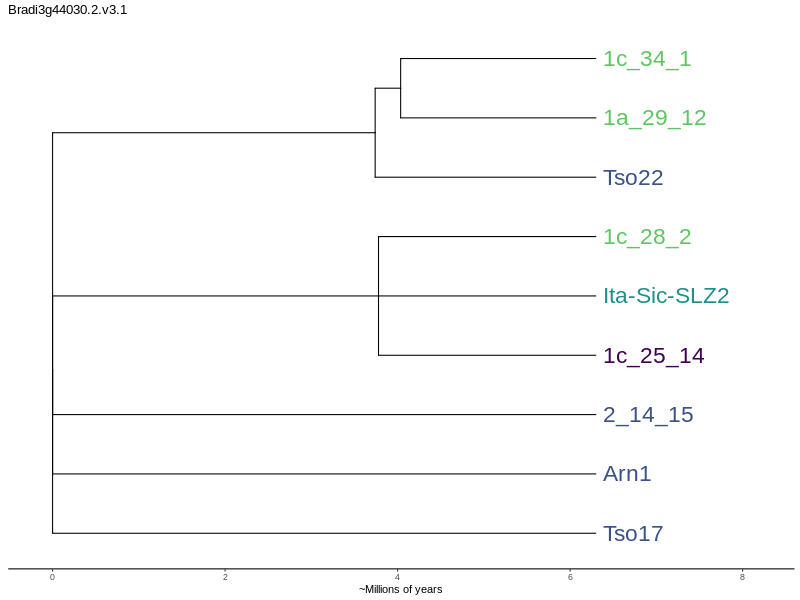 Bradi3g44030.2.v3.1
1c_34_1
1a_29_12
Tso22
1c_28_2
Ita-Sic-SLZ2
1c_25_14
2_14_15
Arn1
Tso17
0 2 4 6 8
~Millions of years